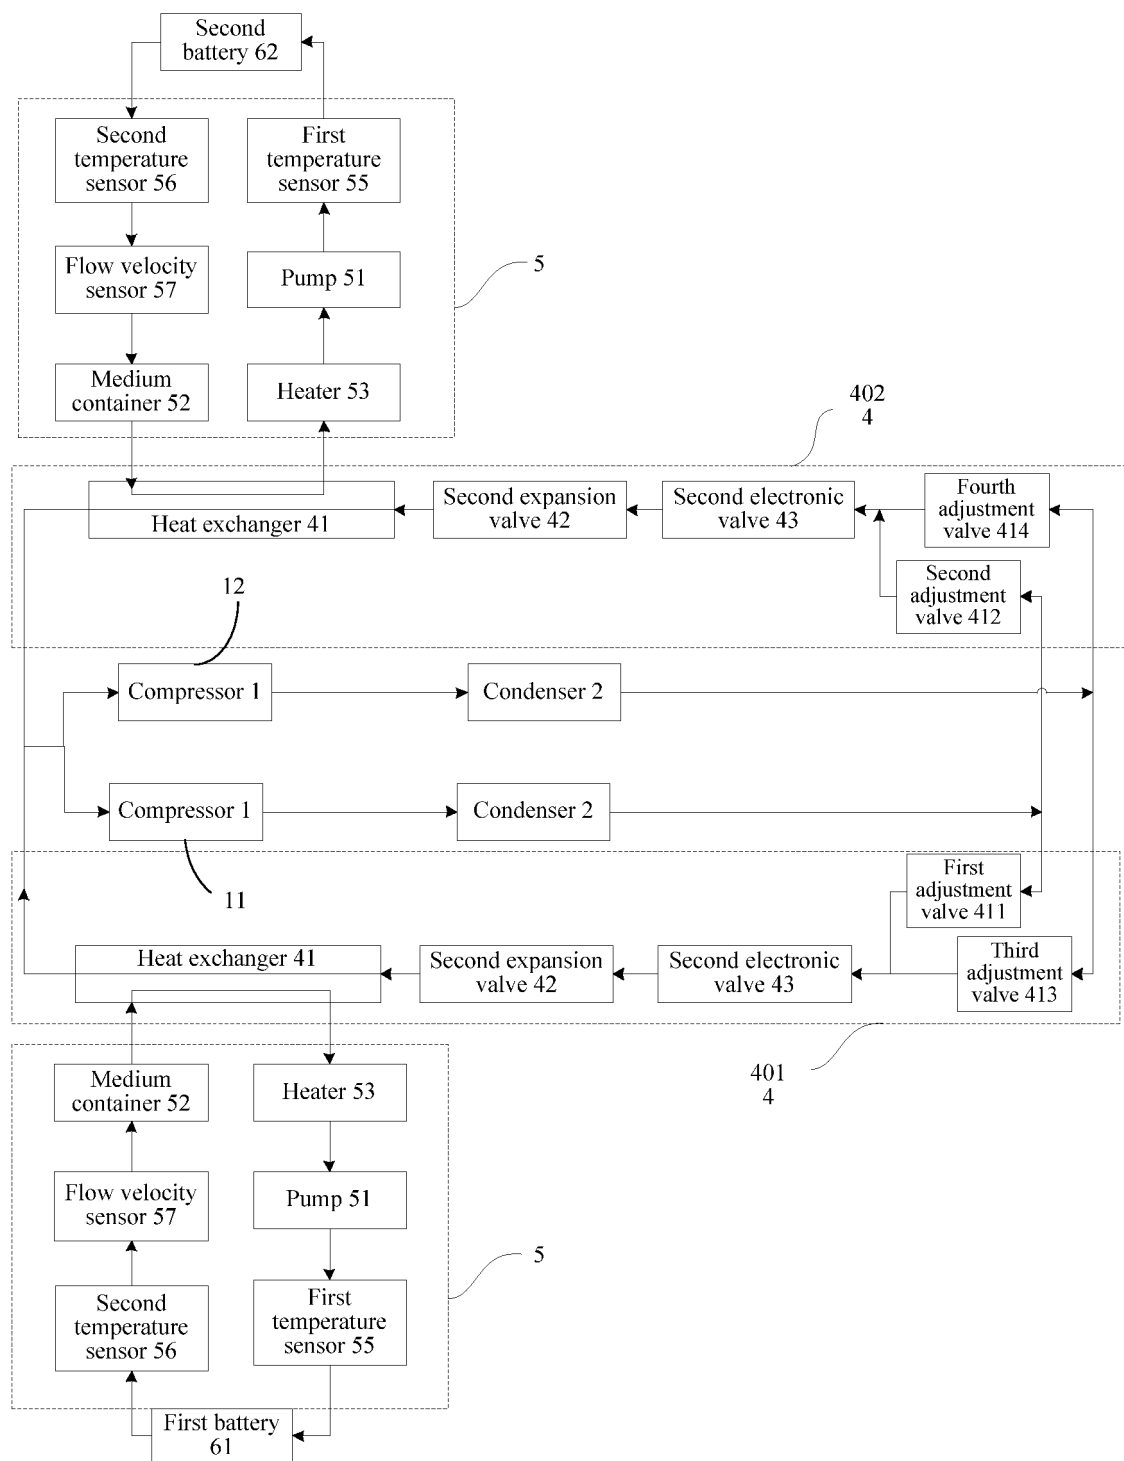 Second
battery 62
Second
temperature
sensor 56
First
temperature
sensor 55
Flow velocity
sensor 57
Pump 51
5
Medium
container 52
Heater 53
402
4
Heat exchanger 41
Second expansion
valve 42
Second electronic
valve 43
Fourth
adjustment
valve 414
Second
adjustment
valve 412
12
Compressor 1
Condenser 2
Compressor 1
Condenser 2
11
First
adjustment
valve 411
Heat exchanger 41
Second expansion
valve 42
Second electronic
valve 43
Third
adjustment
valve 413
401
4
Medium
container 52
Heater 53
Flow velocity
sensor 57
Pump 51
5
Second
temperature
sensor 56
First
temperature
sensor 55
First battery
61